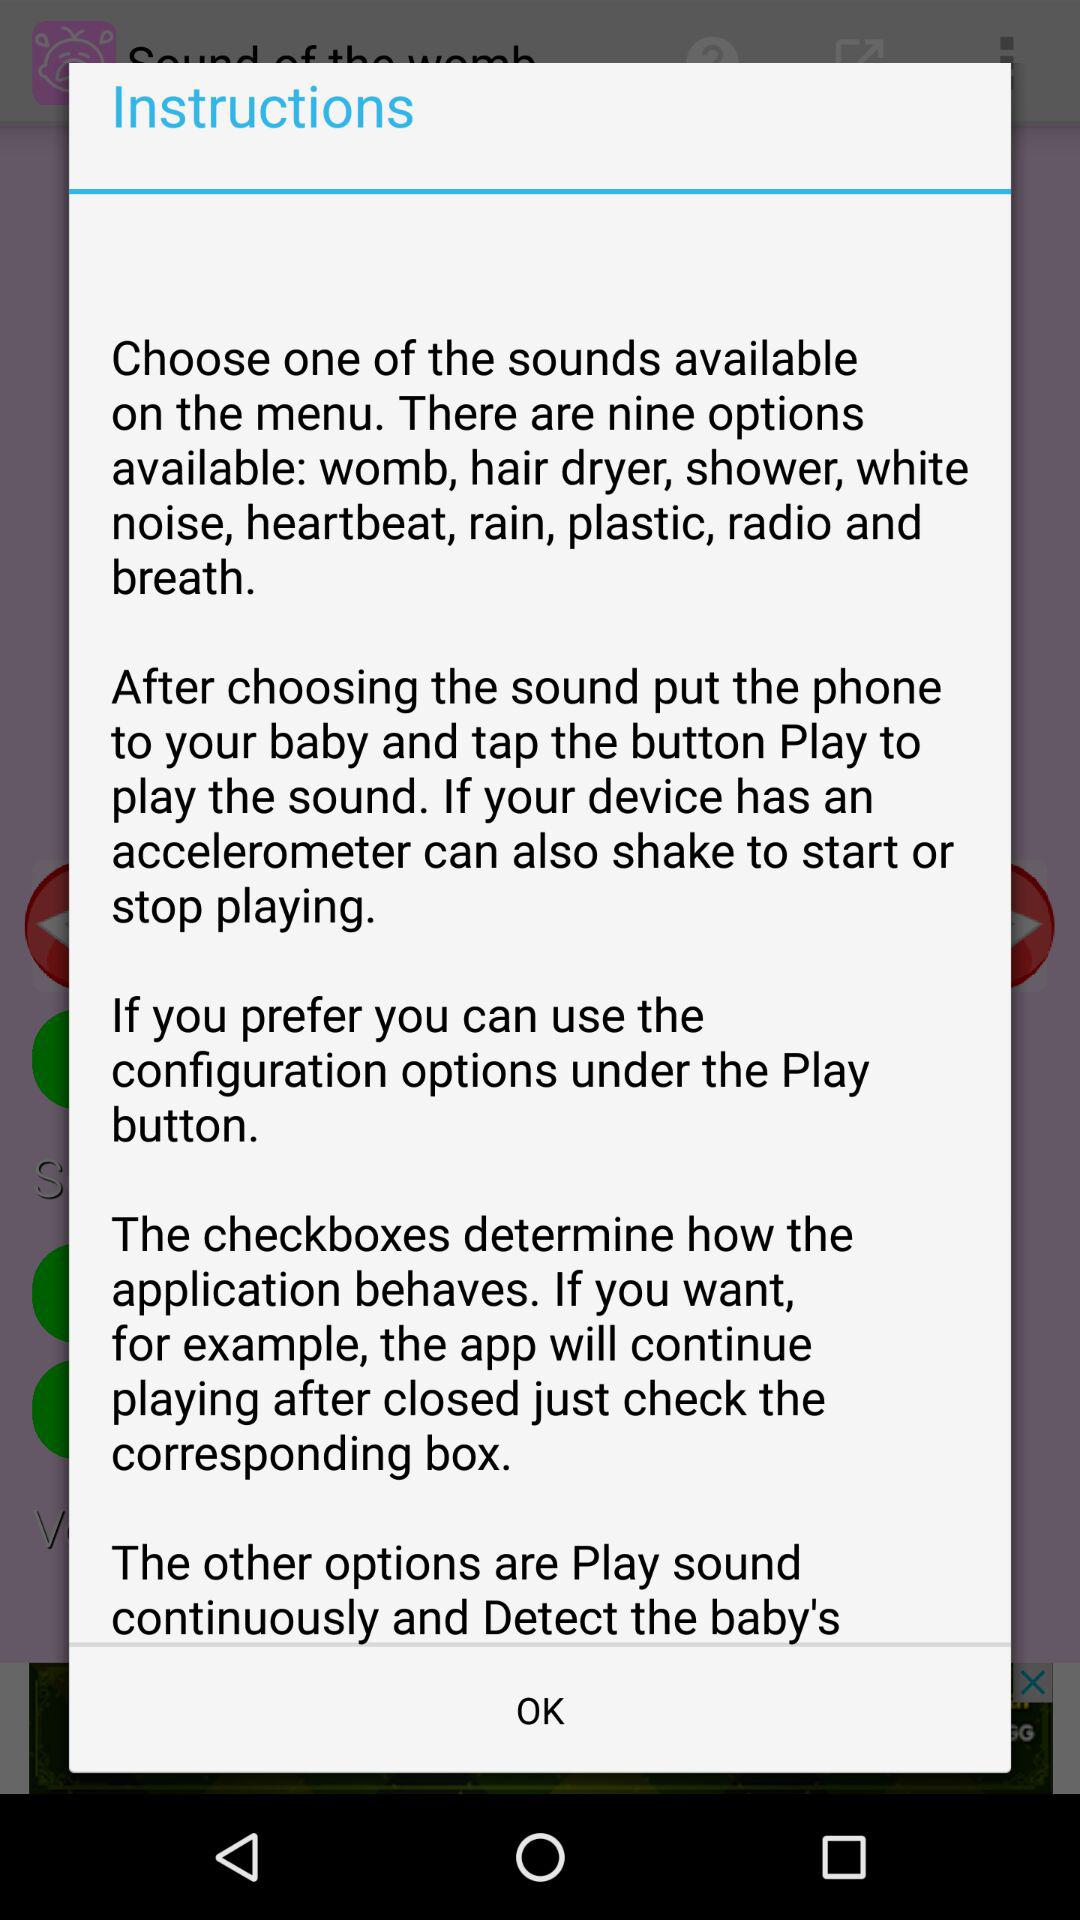 Sound of the womb
Instructions
Choose one of the sounds available
on the menu. There are nine options
available: womb, hair dryer, shower, white
noise, heartbeat, rain, plastic, radio and
breath.
After choosing the sound put the phone
to your baby and tap the button Play to
play the sound. If your device has an
accelerometer can also shake to start or
stop playing.
If you prefer you can use the
configuration options under the Play
button.
The checkboxes determine how the
application behaves. If you want,
for example, the app will continue
playing after closed just check the
corresponding box.
The other options are Play sound
continuously and Detect the baby's
OK